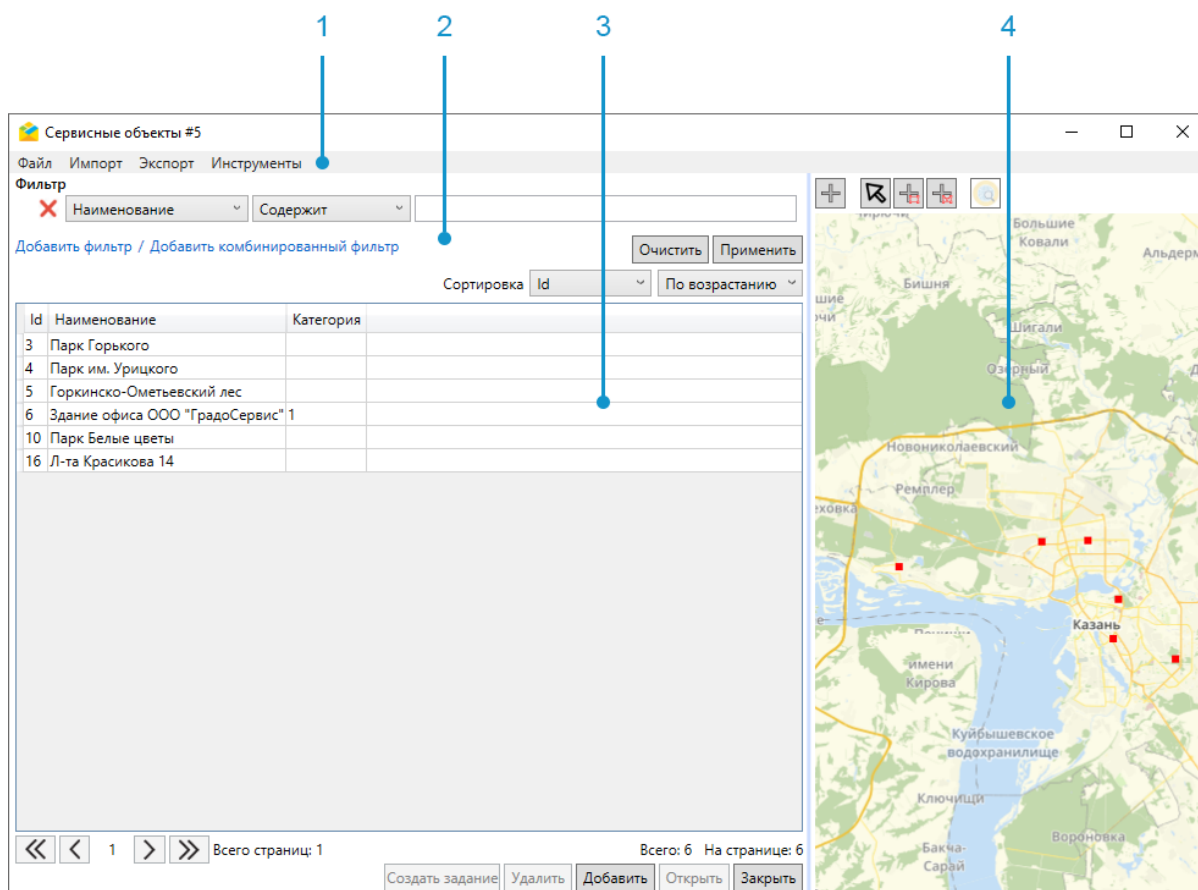 1 2 3 4
Сервисные объекты #5
Файл Импорт Экспорт Инструменты
Фильтр
Наименование Содержит
Добавить фильтр / Добавить комбинированный фильтр
Очистить Применить
Сортировка Id По возрастанию
Id Наименование Категория
3 Парк Горького
4 Парк им. Урицкого
5 Горкинско-Ометьевский лес
6 Здание офиса ООО "ГрадоСервис" 1
10 Парк Белые цветы
16 Л-та Красикова 14
1 Всего страниц: 1
Всего: 6 На странице: 6
Создать задание Удалить Добавить Открыть Закрыть
Большие
Ковали
Альдерм
Бишня
шие
Шигали
Озерный
Новониколаевский
Ремплер
еховка
Казань
имени
Кирова
Куйбышевское
водохранилище
Ключищи
Вороновка
Бакча-
Сарай